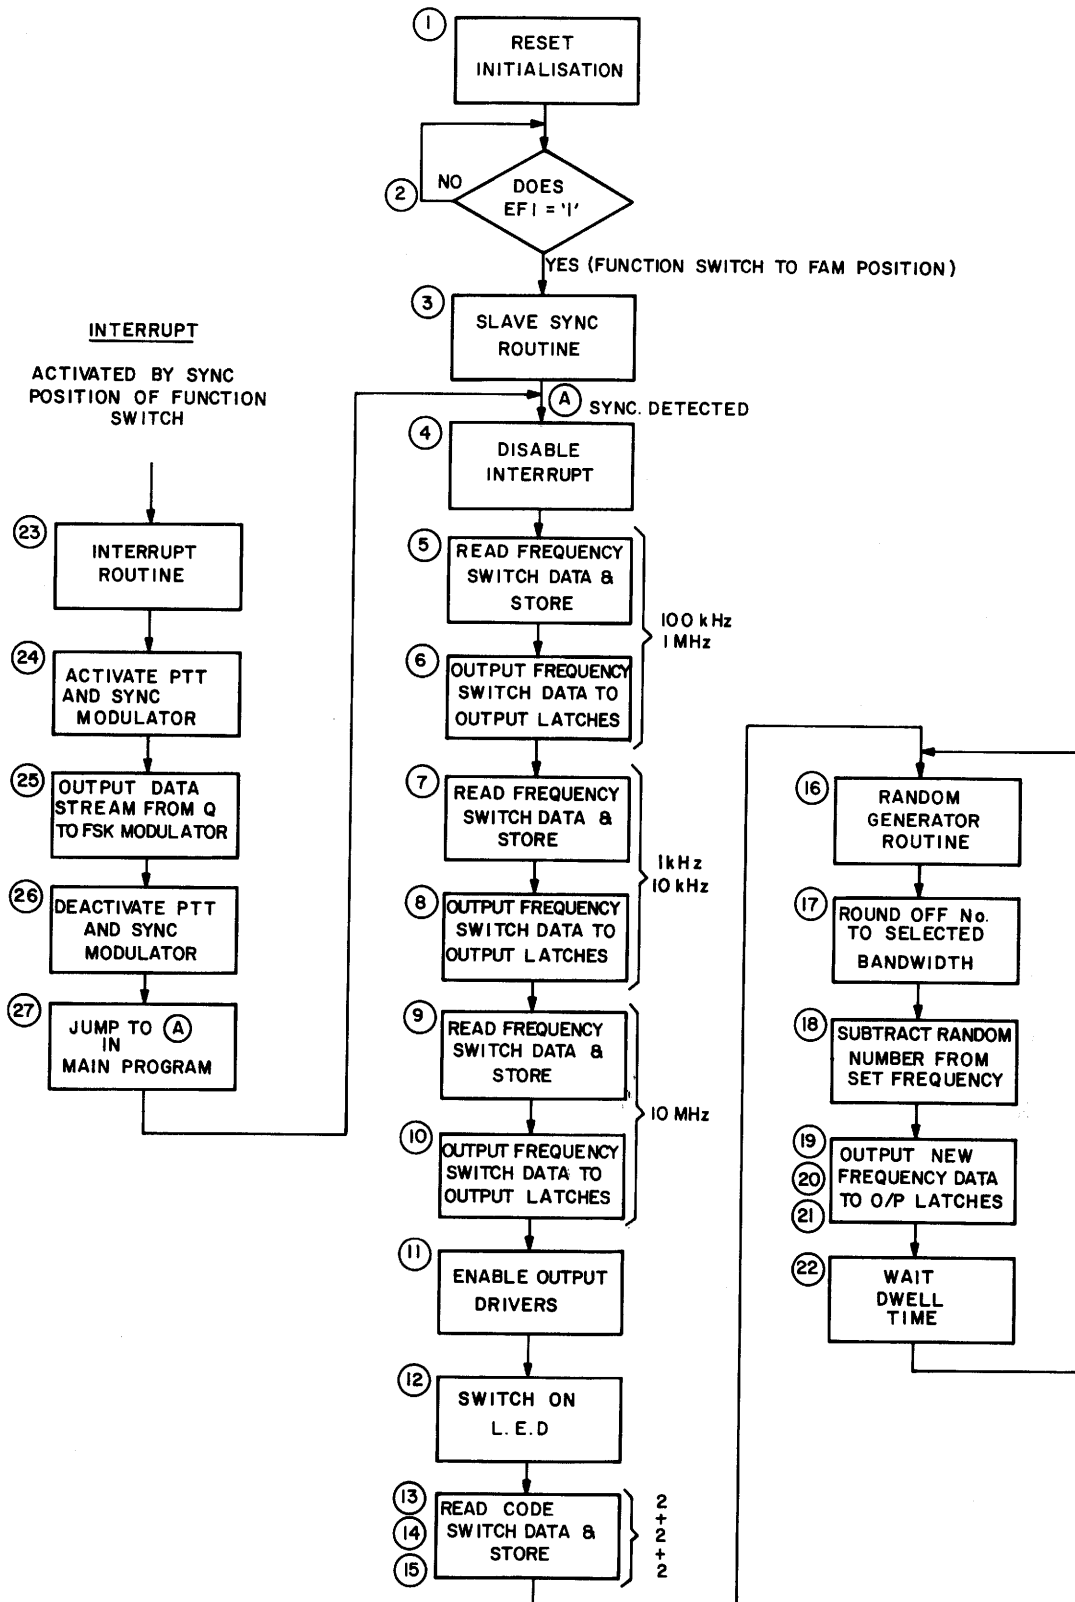 1
RESET
INITIALISATION
2
NO
DOES
EF1 = '1'
YES (FUNCTION SWITCH TO FAM POSITION)
3
SLAVE SYNC
ROUTINE
A
SYNC. DETECTED
4
DISABLE
INTERRUPT
5
READ FREQUENCY
SWITCH DATA &
STORE
6
OUTPUT FREQUENCY
SWITCH DATA TO
OUTPUT LATCHES
100 kHz
1 MHz
7
READ FREQUENCY
SWITCH DATA &
STORE
8
OUTPUT FREQUENCY
SWITCH DATA TO
OUTPUT LATCHES
1kHz
10 kHz
9
READ FREQUENCY
SWITCH DATA &
STORE
10
OUTPUT FREQUENCY
SWITCH DATA TO
OUTPUT LATCHES
10 MHz
11
ENABLE OUTPUT
DRIVERS
12
SWITCH ON
L. E. D
13
14
15
READ CODE
SWITCH DATA &
STORE
2
+
2
+
2
INTERRUPT
ACTIVATED BY SYNC
POSITION OF FUNCTION
SWITCH
23
INTERRUPT
ROUTINE
24
ACTIVATE PTT
AND SYNC
MODULATOR
25
OUTPUT DATA
STREAM FROM Q
TO FSK MODULATOR
26
DEACTIVATE PTT
AND SYNC
MODULATOR
27
JUMP TO A
IN
MAIN PROGRAM
16
RANDOM
GENERATOR
ROUTINE
17
ROUND OFF No.
TO SELECTED
BANDWIDTH
18
SUBTRACT RANDOM
NUMBER FROM
SET FREQUENCY
19
20
21
OUTPUT NEW
FREQUENCY DATA
TO O/P LATCHES
22
WAIT
DWELL
TIME